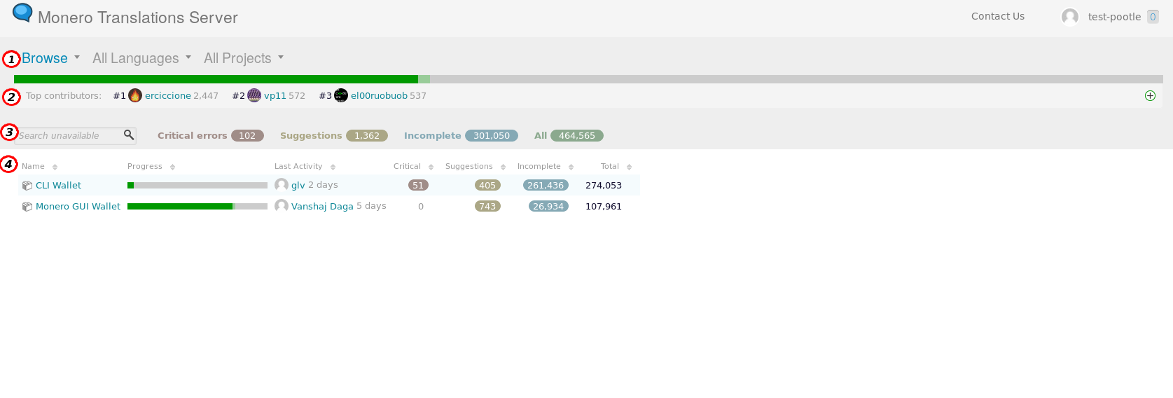 Monero Translations Server
Contact Us test-pootle 0
1 Browse All Languages All Projects
2 Top contributors: #1 erciccione 2,447 #2 vp11 572 #3 el00ruobuob 537
3 Search unavailable Critical errors 102 Suggestions 1,362 Incomplete 301,050 All 464,565
4 Name Progress Last Activity Critical Suggestions Incomplete Total
CLI Wallet glv 2 days 51 405 261,436 274,053
Monero GUI Wallet Vanshaj Daga 5 days 0 743 26,934 107,961